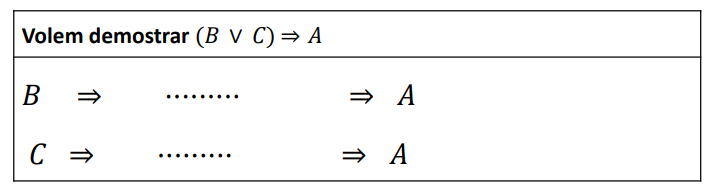 Volem demostrar (B ∨ C) ⇒ A
B ⇒ ......... ⇒ A
C ⇒ ......... ⇒ A